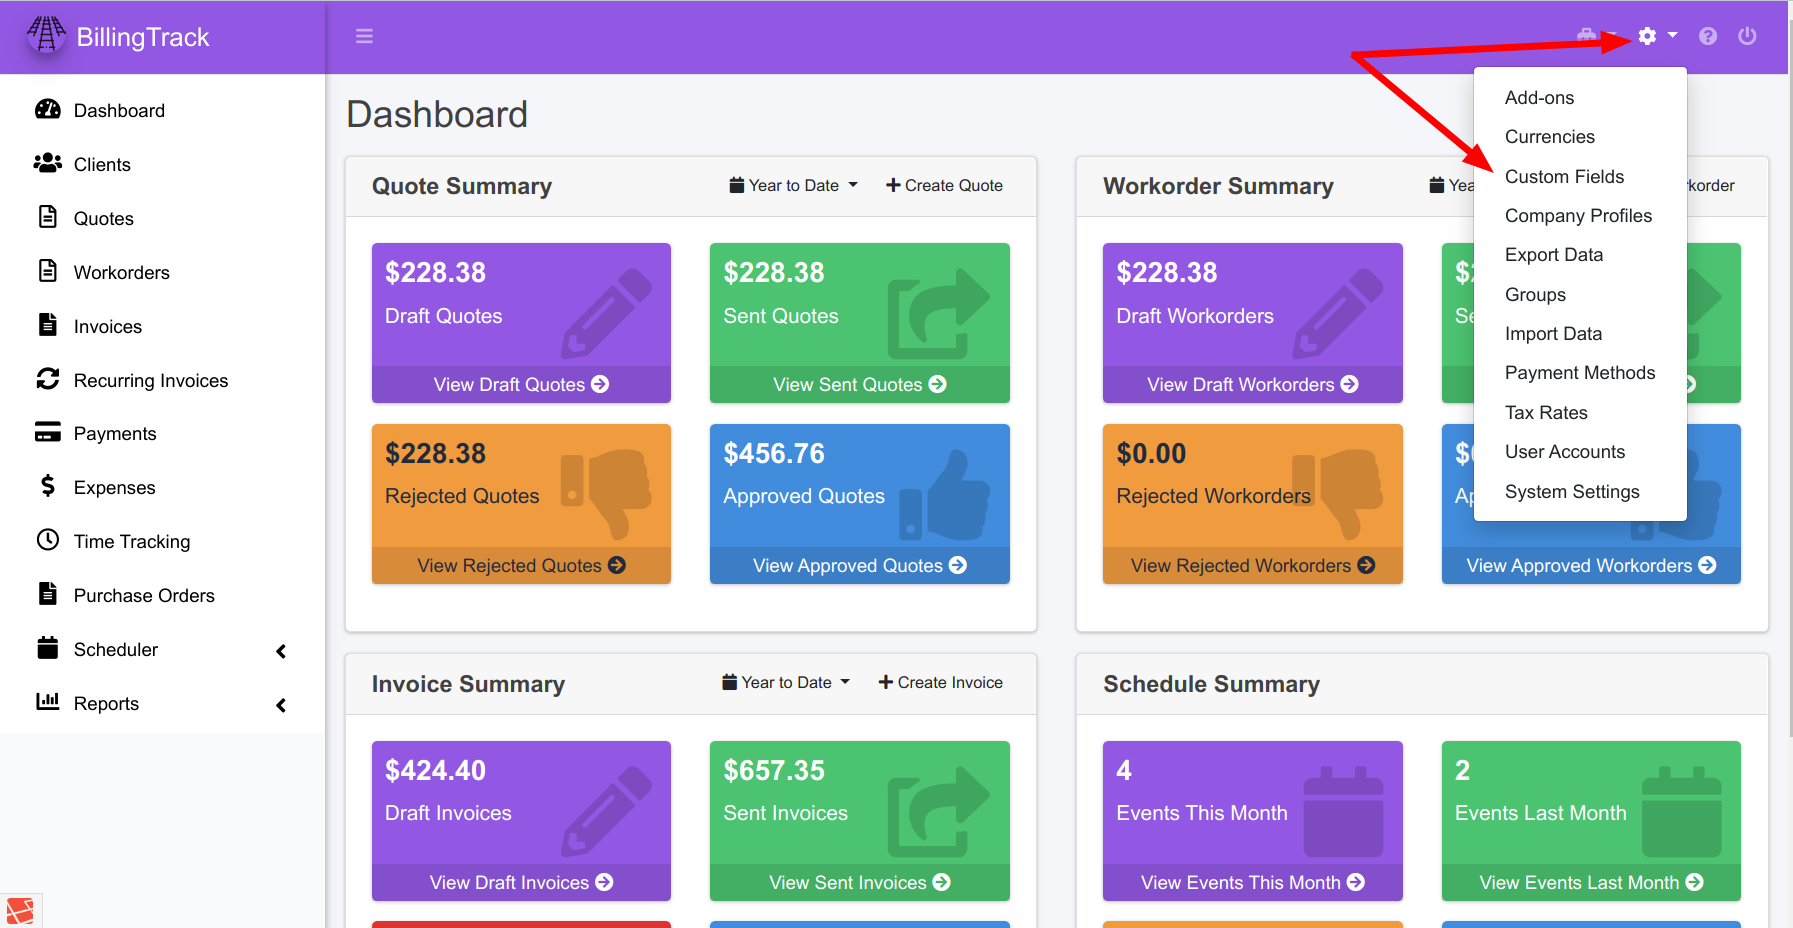 BillingTrack
Dashboard
Clients
Quotes
Workorders
Invoices
Recurring Invoices
Payments
Expenses
Time Tracking
Purchase Orders
Scheduler
Reports
Dashboard
Quote Summary
Year to Date
Create Quote
$228.38
Draft Quotes
View Draft Quotes
$228.38
Sent Quotes
View Sent Quotes
$228.38
Rejected Quotes
View Rejected Quotes
$456.76
Approved Quotes
View Approved Quotes
Workorder Summary
$228.38
Draft Workorders
View Draft Workorders
$0.00
Rejected Workorders
View Rejected Workorders
View Approved Workorders
Add-ons
Currencies
Custom Fields
Company Profiles
Export Data
Groups
Import Data
Payment Methods
Tax Rates
User Accounts
System Settings
Invoice Summary
Year to Date
Create Invoice
$424.40
Draft Invoices
View Draft Invoices
$657.35
Sent Invoices
View Sent Invoices
Schedule Summary
4
Events This Month
View Events This Month
2
Events Last Month
View Events Last Month